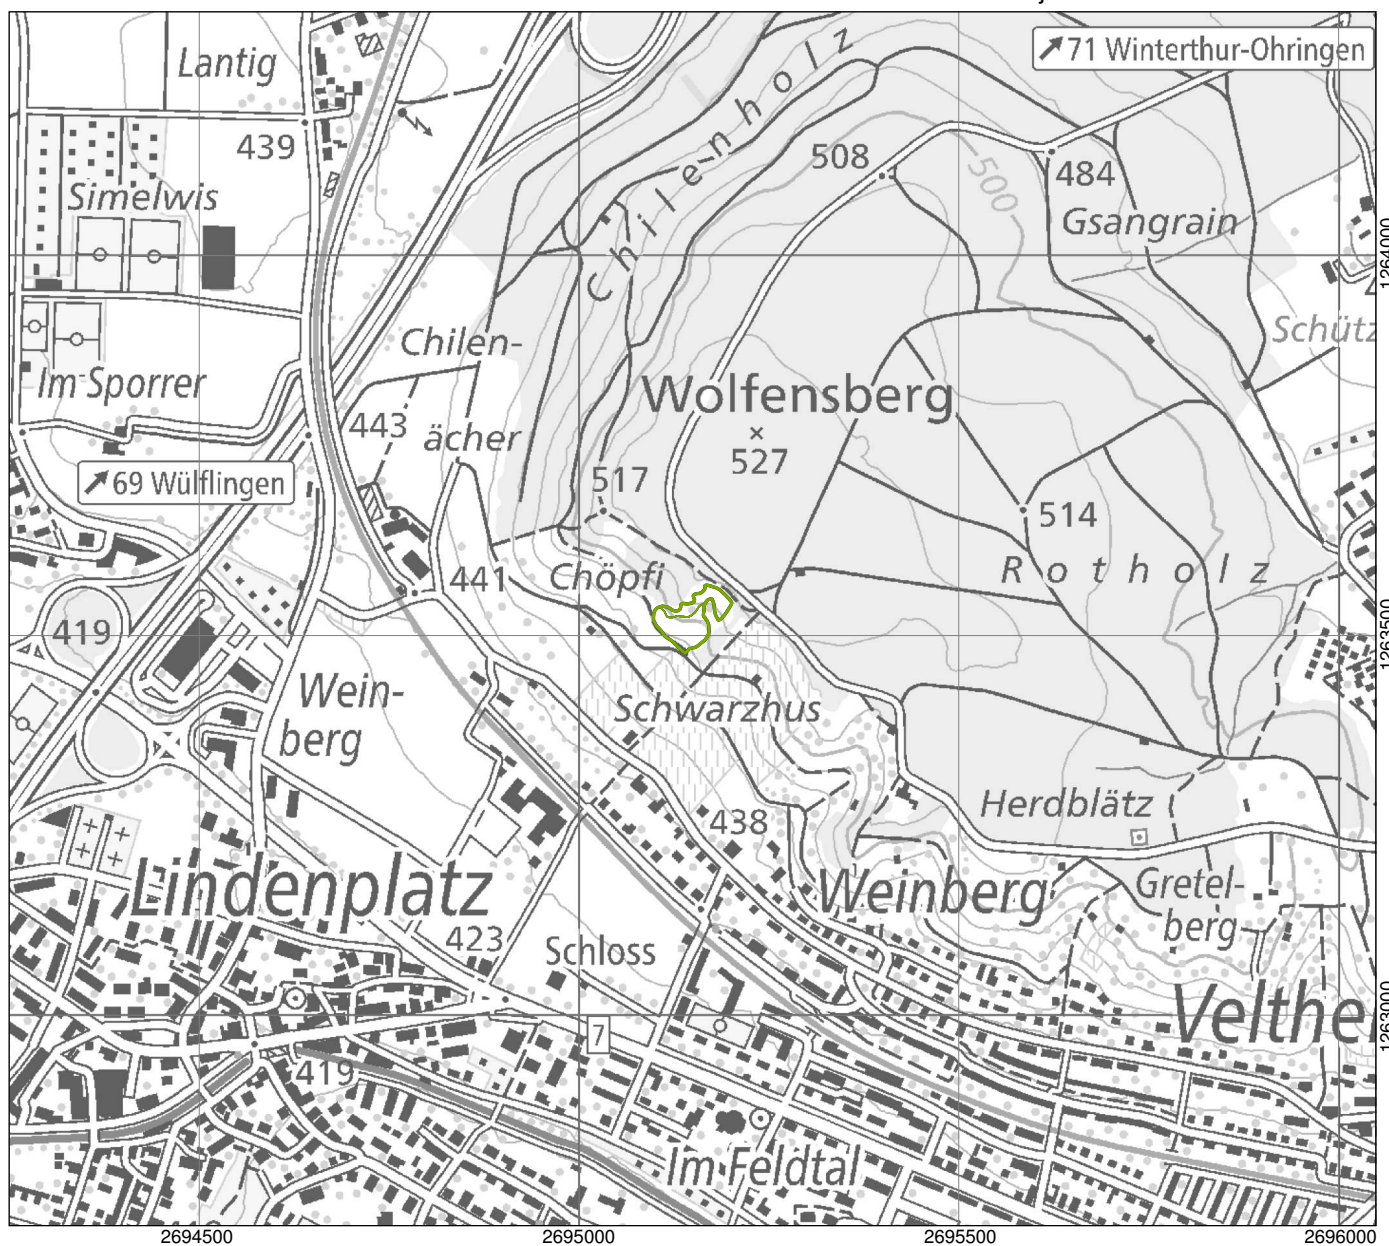 71 Winterthur-Ohringen
Lantig
Chilenholz
439
508
484
500
Simelwis
Gsangrain
1264000
Chilen-
ächer
Schütz
Im Sporrer
Wolfensberg
527
443
517
69 Wülflingen
514
Rotholz
441
Chöpfi
419
1263500
Wein-
berg
Schwarzhus
Herdblätz
438
Lindenplatz
Weinberg
Gretel-
berg
423
Schloss
Velthe
1263000
7
419
Im Feldtal
2694500
2695000
2695500
2696000